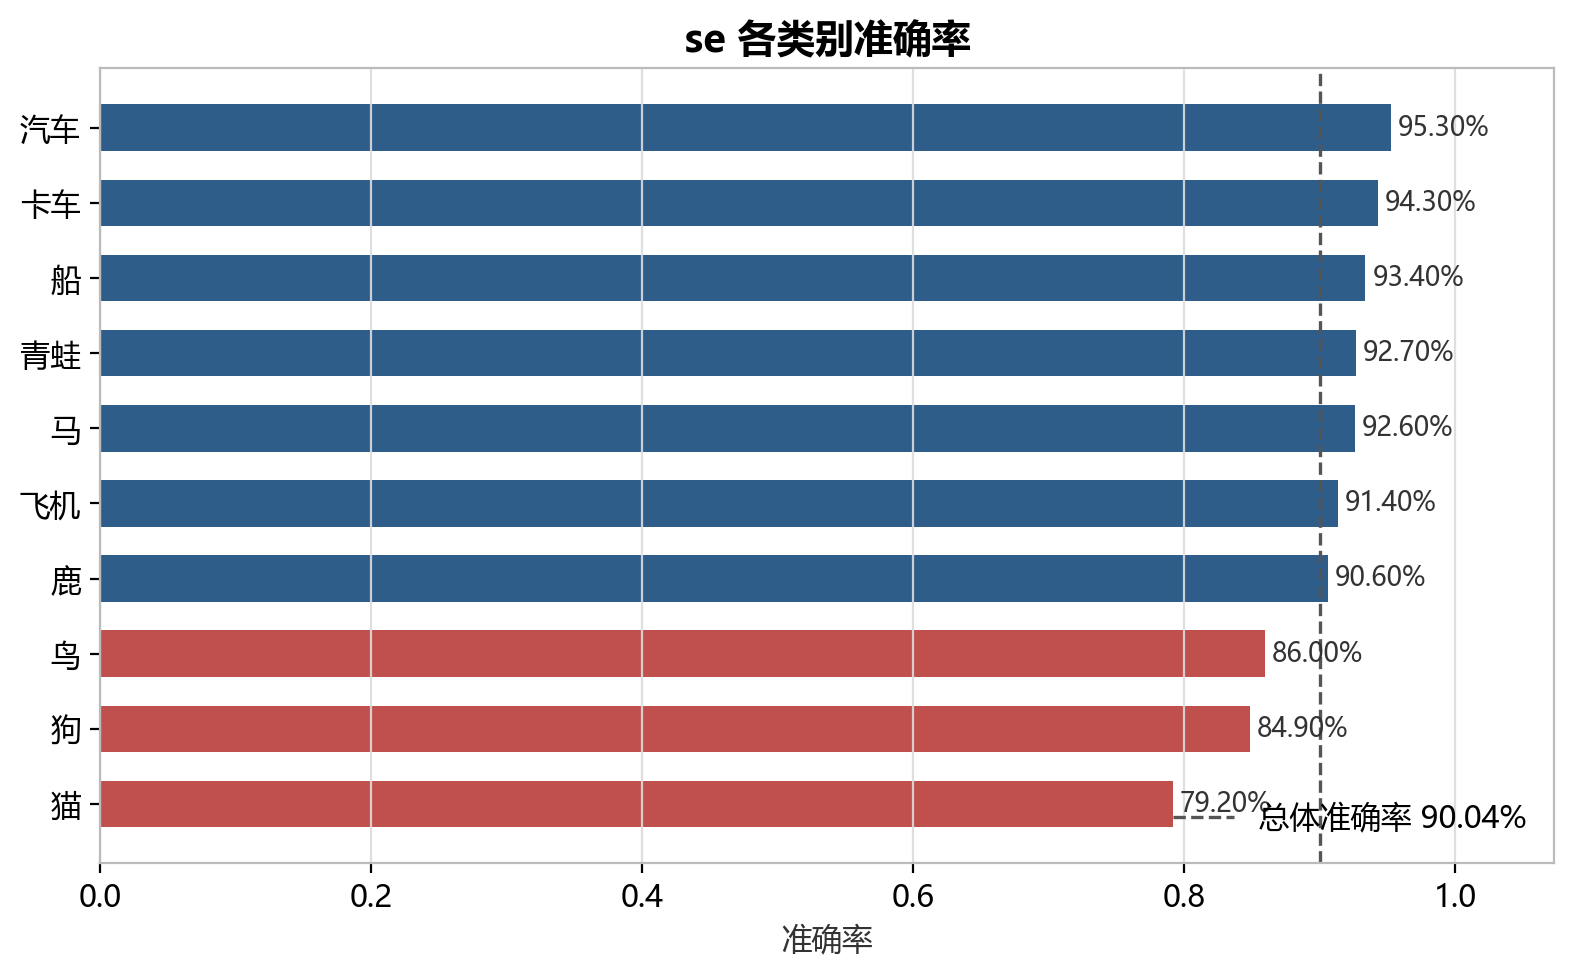 se 各类别准确率
汽车 95.30%
卡车 94.30%
船 93.40%
青蛙 92.70%
马 92.60%
飞机 91.40%
鹿 90.60%
鸟 86.00%
狗 84.90%
猫 79.20%
总体准确率 90.04%
0.0 0.2 0.4 0.6 0.8 1.0
准确率